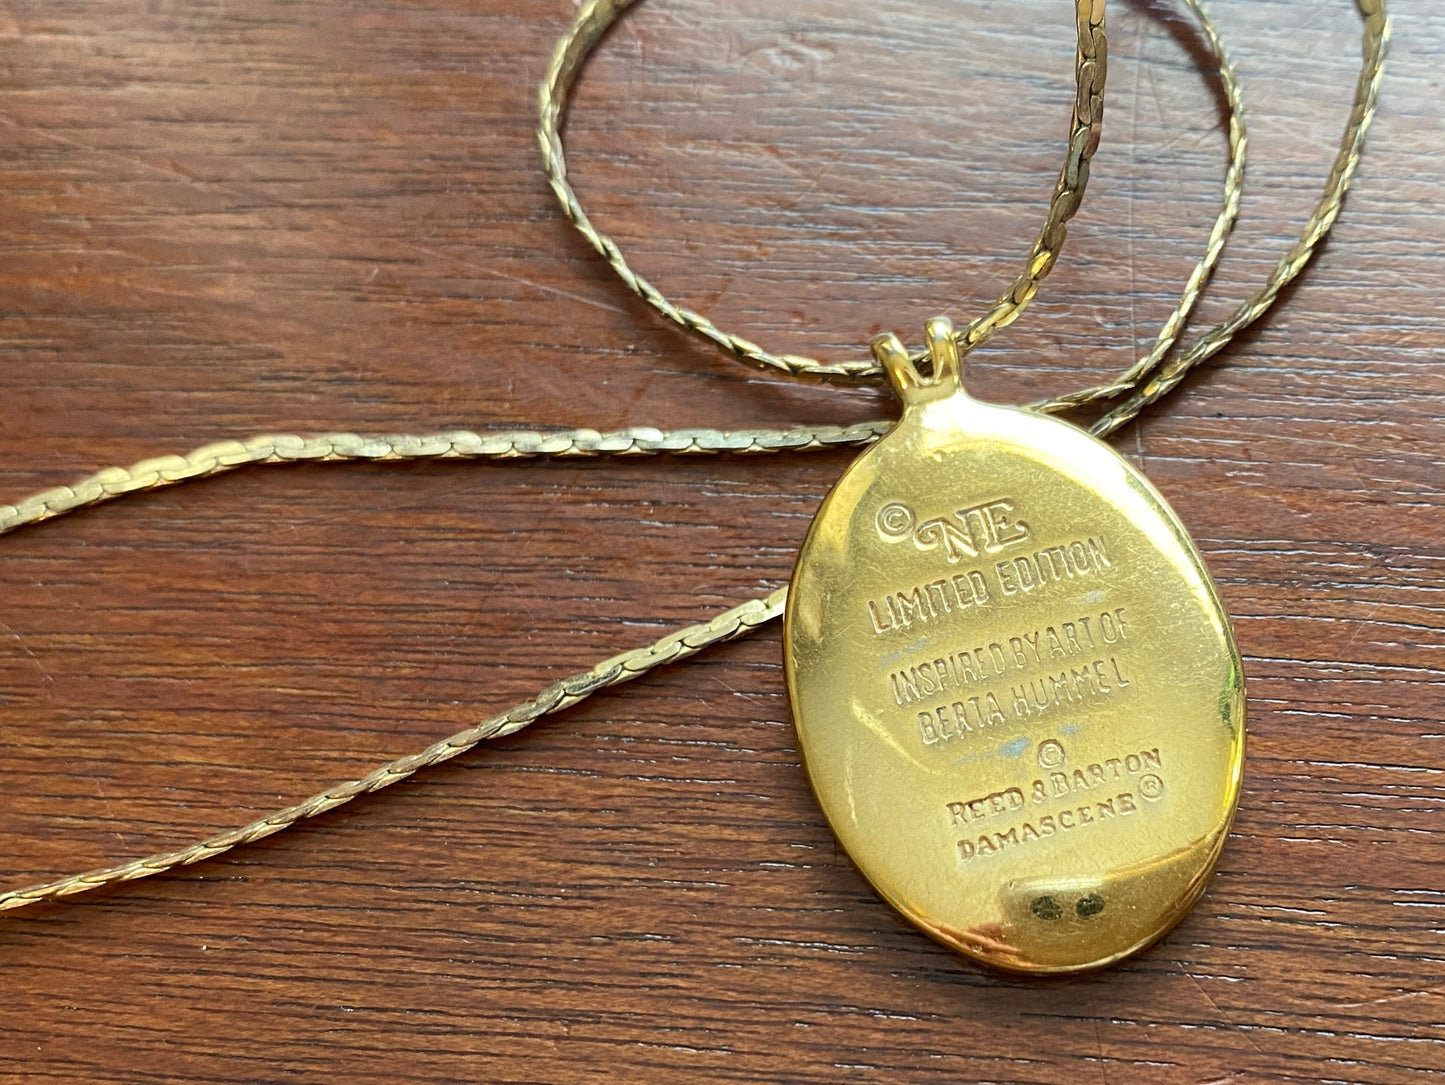 © NE
LIMITED EDITION
INSPIRED BY ART OF
BERTA HUMMEL
©
REED & BARTON
DAMASCENE ®